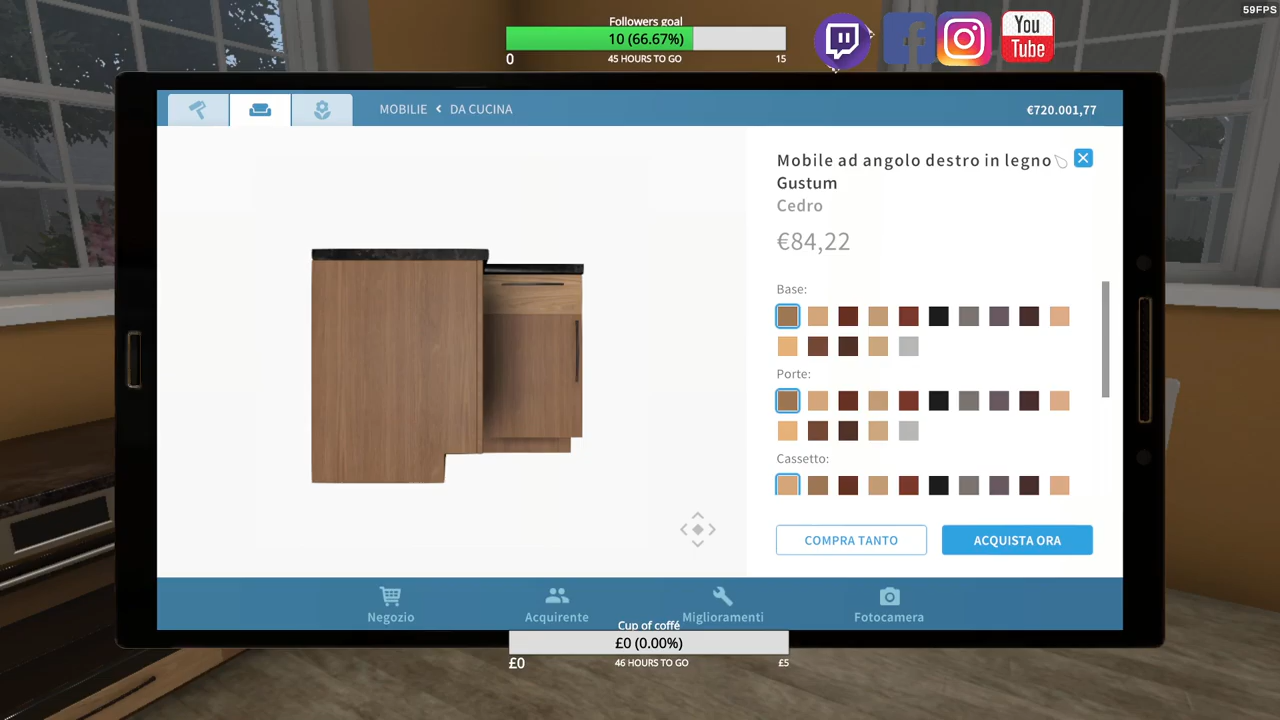 59FPS
Followers goal
10 (66.67%)
0
45 HOURS TO GO
15
You
Tube
MOBILIE
DA CUCINA
€720.001,77
Mobile ad angolo destro in legno
Gustum
Cedro
€84,22
Base:
Porte:
Cassetto:
COMPRA TANTO
ACQUISTA ORA
Negozio
Acquirente
Miglioramenti
Fotocamera
Cup of coffé
£0 (0.00%)
£0
46 HOURS TO GO
£5